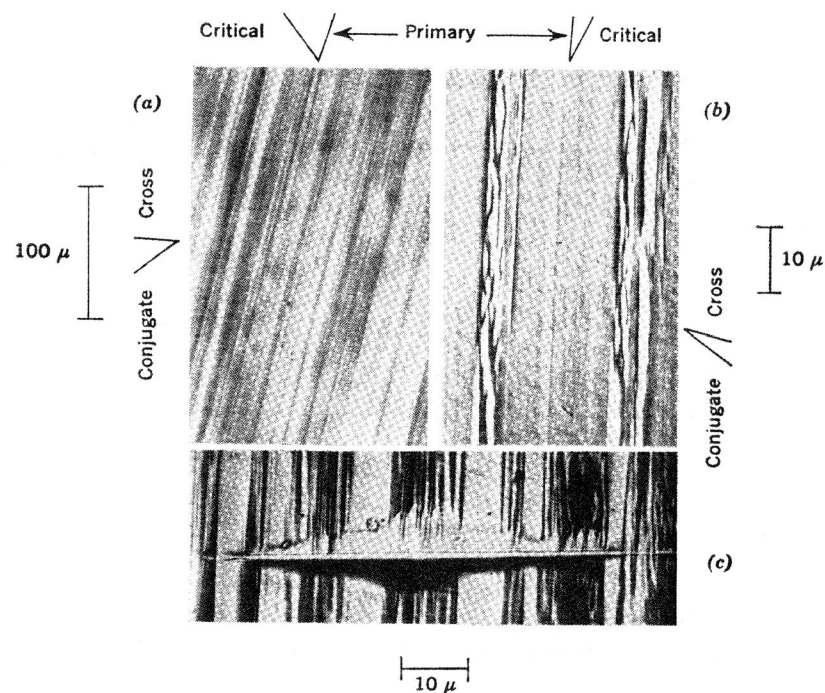 Critical Primary Critical
(a)
(b)
Cross
100 μ
Conjugate
10 μ
Cross
Conjugate
(c)
10 μ